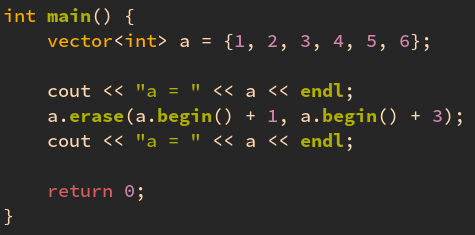 int main() {
    vector<int> a = {1, 2, 3, 4, 5, 6};

    cout << "a = " << a << endl;
    a.erase(a.begin() + 1, a.begin() + 3);
    cout << "a = " << a << endl;

    return 0;
}